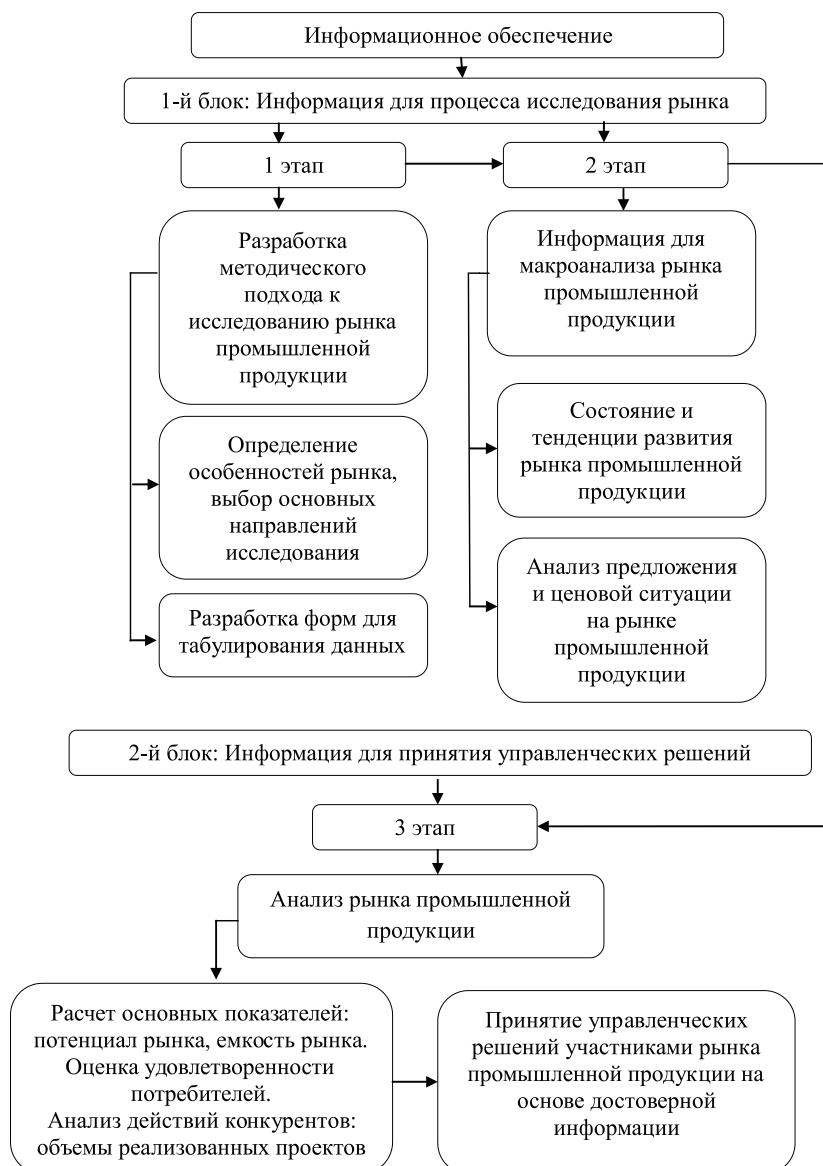 Информационное обеспечение
1-й блок: Информация для процесса исследования рынка
1 этап
2 этап
Разработка
методического
подхода к
исследованию рынка
промышленной
продукции
Информация для
макроанализа рынка
промышленной
продукции
Определение
особенностей рынка,
выбор основных
направлений
исследования
Состояние и
тенденции развития
рынка промышленной
продукции
Разработка форм для
табулирования данных
Анализ предложения
и ценовой ситуации
на рынке
промышленной
продукции
2-й блок: Информация для принятия управленческих решений
3 этап
Анализ рынка промышленной
продукции
Расчет основных показателей:
потенциал рынка, емкость рынка.
Оценка удовлетворенности
потребителей.
Анализ действий конкурентов:
объемы реализованных проектов
Принятие управленческих
решений участниками рынка
промышленной продукции на
основе достоверной
информации